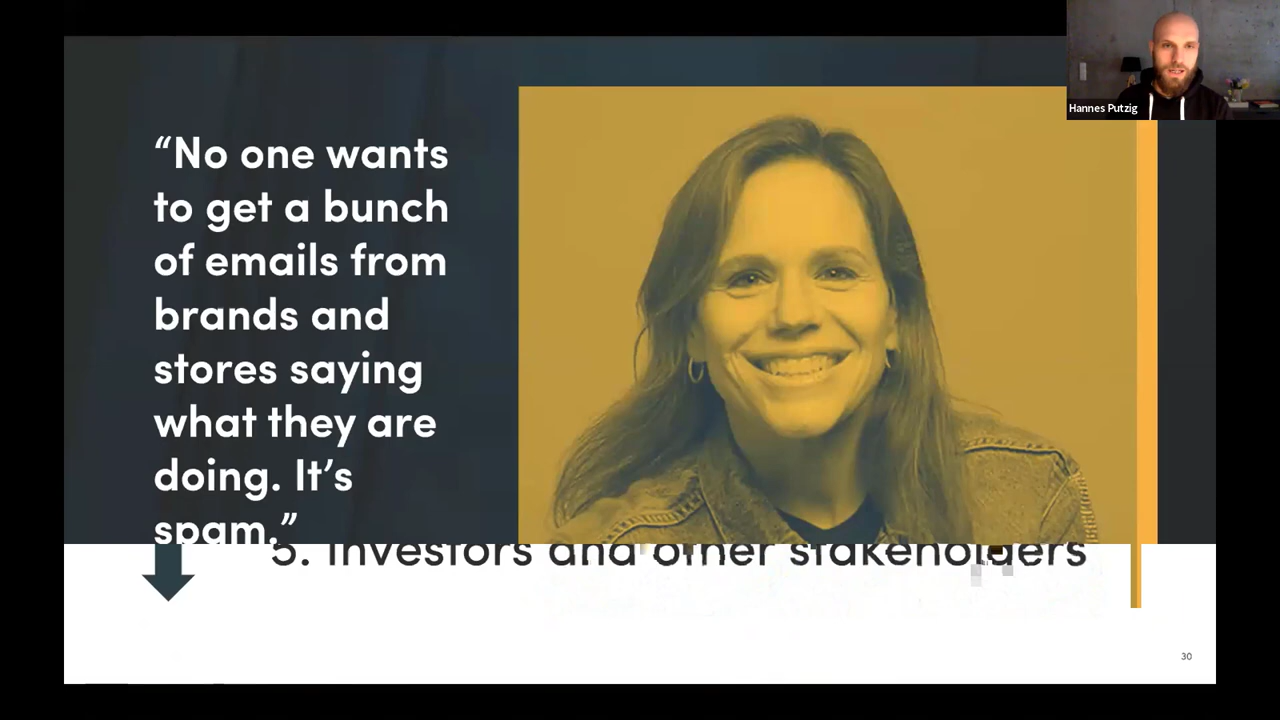 Hannes Putzig
“No one wants
to get a bunch
of emails from
brands and
stores saying
what they are
doing. It’s
spam.”
5. Investors and other stakeholders
30